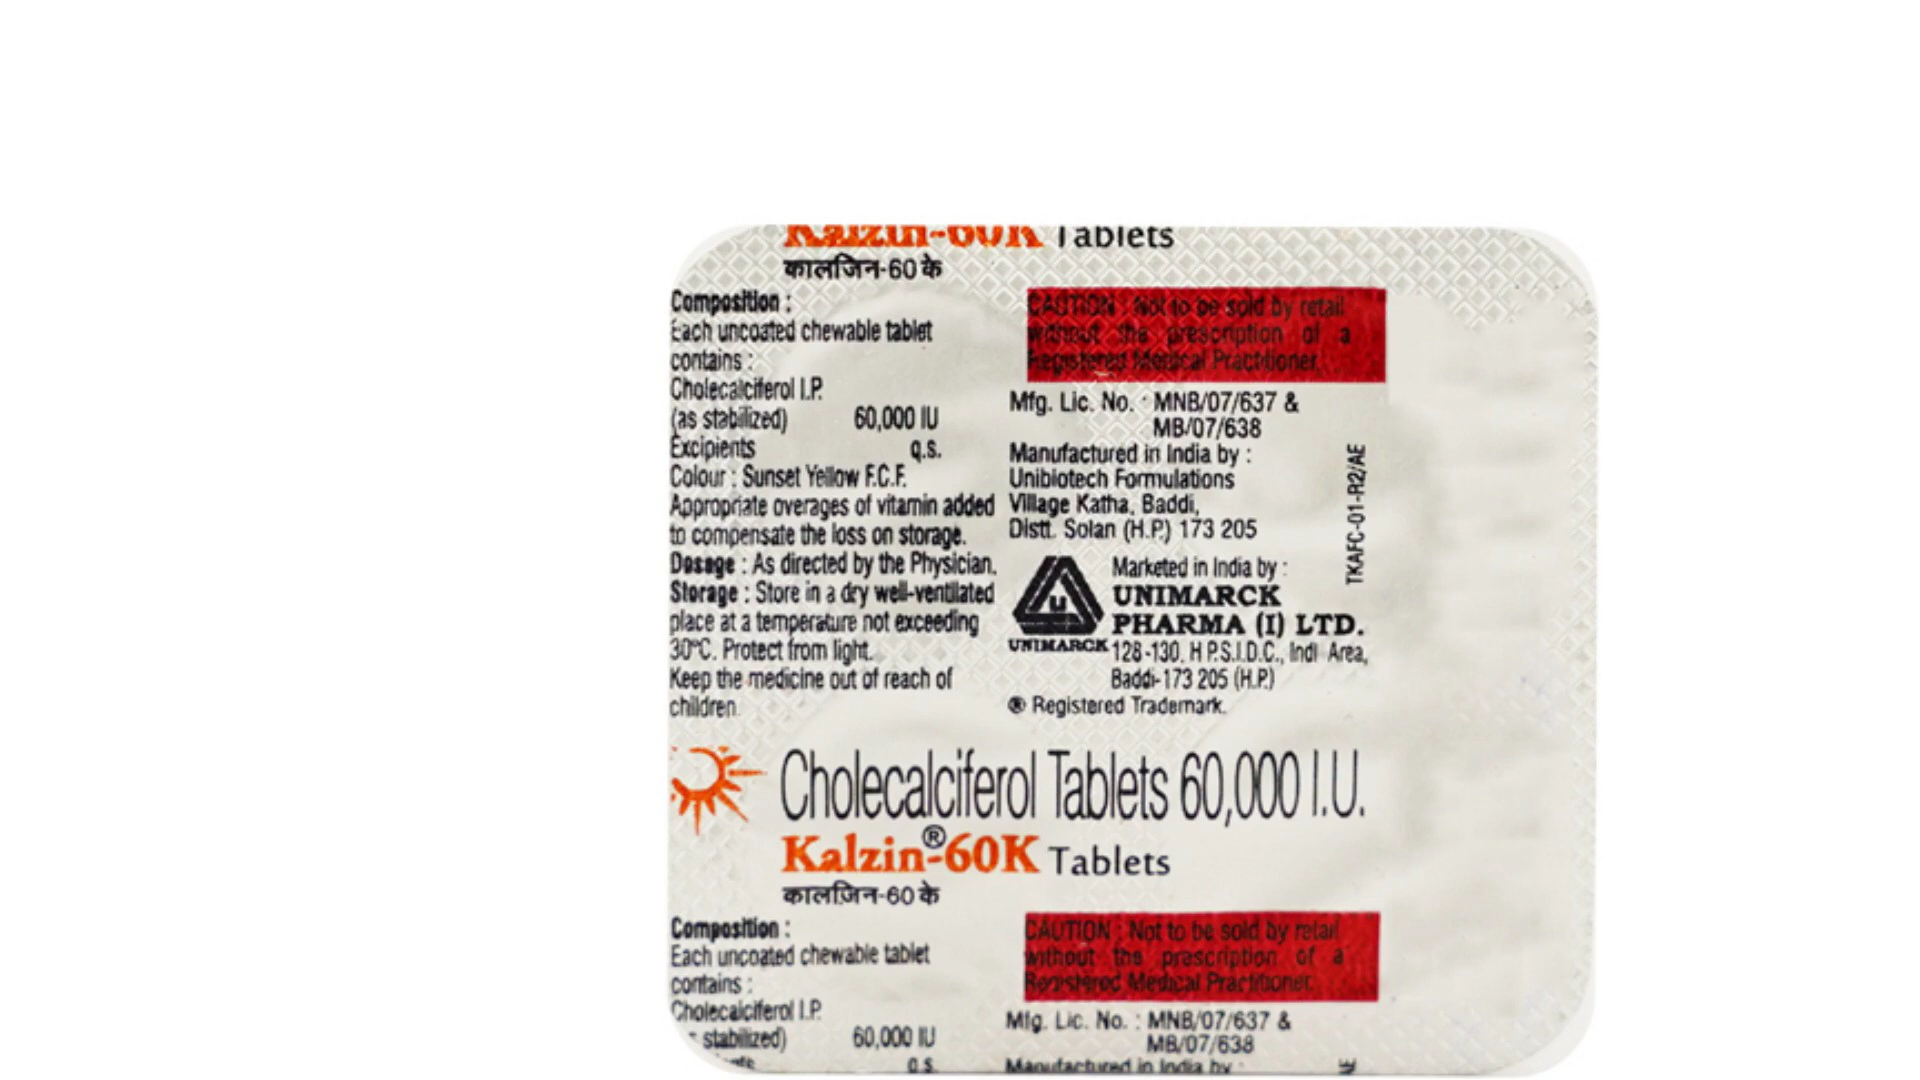 Kalzin-60K Tablets
कालजिन-60 के
Composition :
Each uncoated chewable tablet
contains :
Cholecalciferol I.P.
(as stabilized) 60,000 IU
Excipients q.s.
Colour : Sunset Yellow F.C.F.
Appropriate overages of vitamin added
to compensate the loss on storage.
Dosage : As directed by the Physician.
Storage : Store in a dry well-ventilated
place at a temperature not exceeding
30°C. Protect from light.
Keep the medicine out of reach of
children.
CAUTION : Not to be sold by retail
without the prescription of a
Registered Medical Practitioner.
Mfg. Lic. No. : MNB/07/637 &
MB/07/638
Manufactured in India by :
Unibiotech Formulations
Village Katha, Baddi,
Distt. Solan (H.P.) 173 205
TKAFC-01-R2/AE
U
UNIMARCK
Marketed in India by :
UNIMARCK
PHARMA (I) LTD.
128-130, H.P.S.I.D.C., Indl. Area,
Baddi-173 205 (H.P.)
® Registered Trademark.
Cholecalciferol Tablets 60,000 I.U.
Kalzin®-60K Tablets
कालजिन-60 के
Composition :
Each uncoated chewable tablet
contains :
Cholecalciferol I.P.
stabilized) 60,000 IU
q.s.
CAUTION : Not to be sold by retail
without the prescription of a
Registered Medical Practitioner.
Mfg. Lic. No. : MNB/07/637 &
MB/07/638
Manufactured in India by :